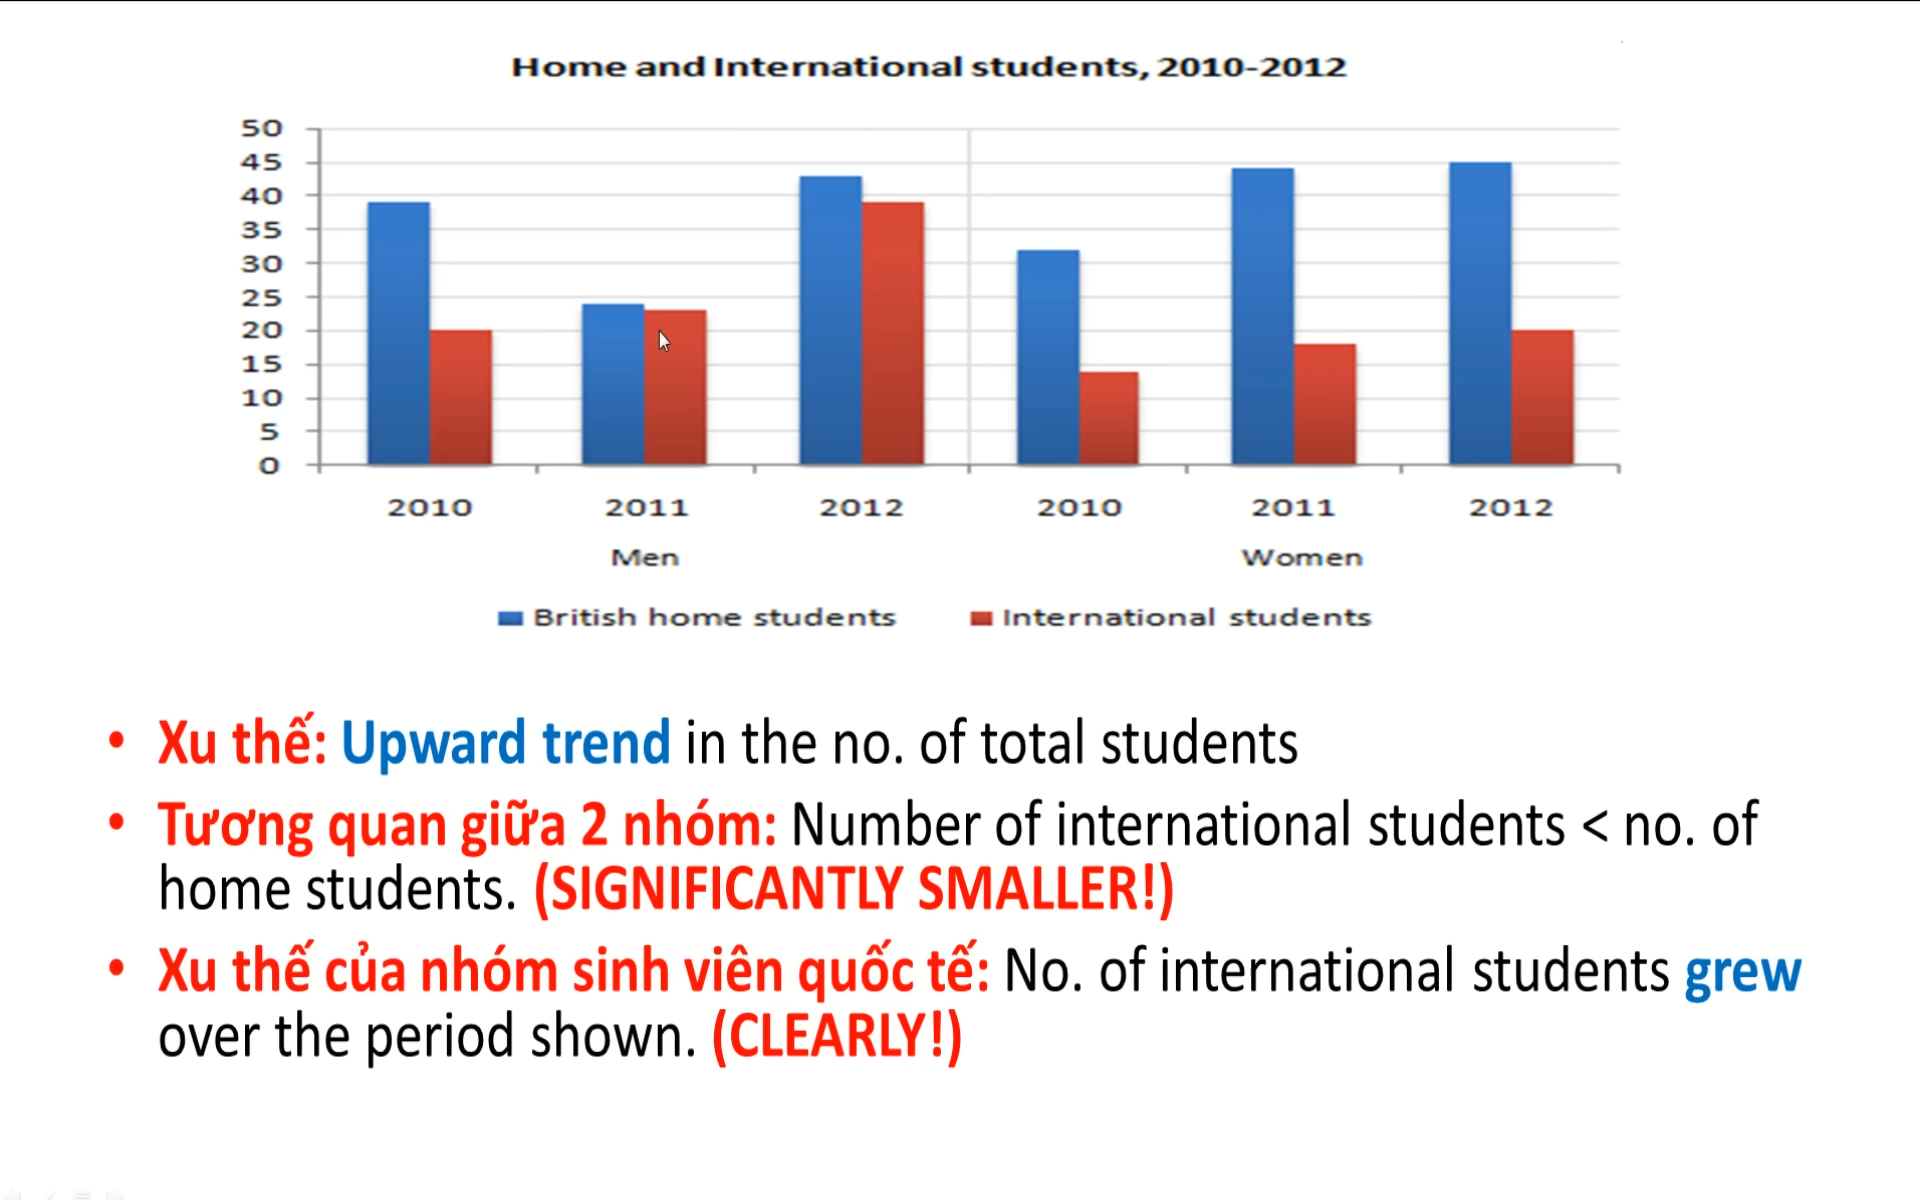 Home and International students, 2010-2012
50
45
40
35
30
25
20
15
10
5
0
2010 2011 2012 2010 2011 2012
Men Women
British home students International students
• Xu thế: Upward trend in the no. of total students
• Tương quan giữa 2 nhóm: Number of international students < no. of
home students. (SIGNIFICANTLY SMALLER!)
• Xu thế của nhóm sinh viên quốc tế: No. of international students grew
over the period shown. (CLEARLY!)